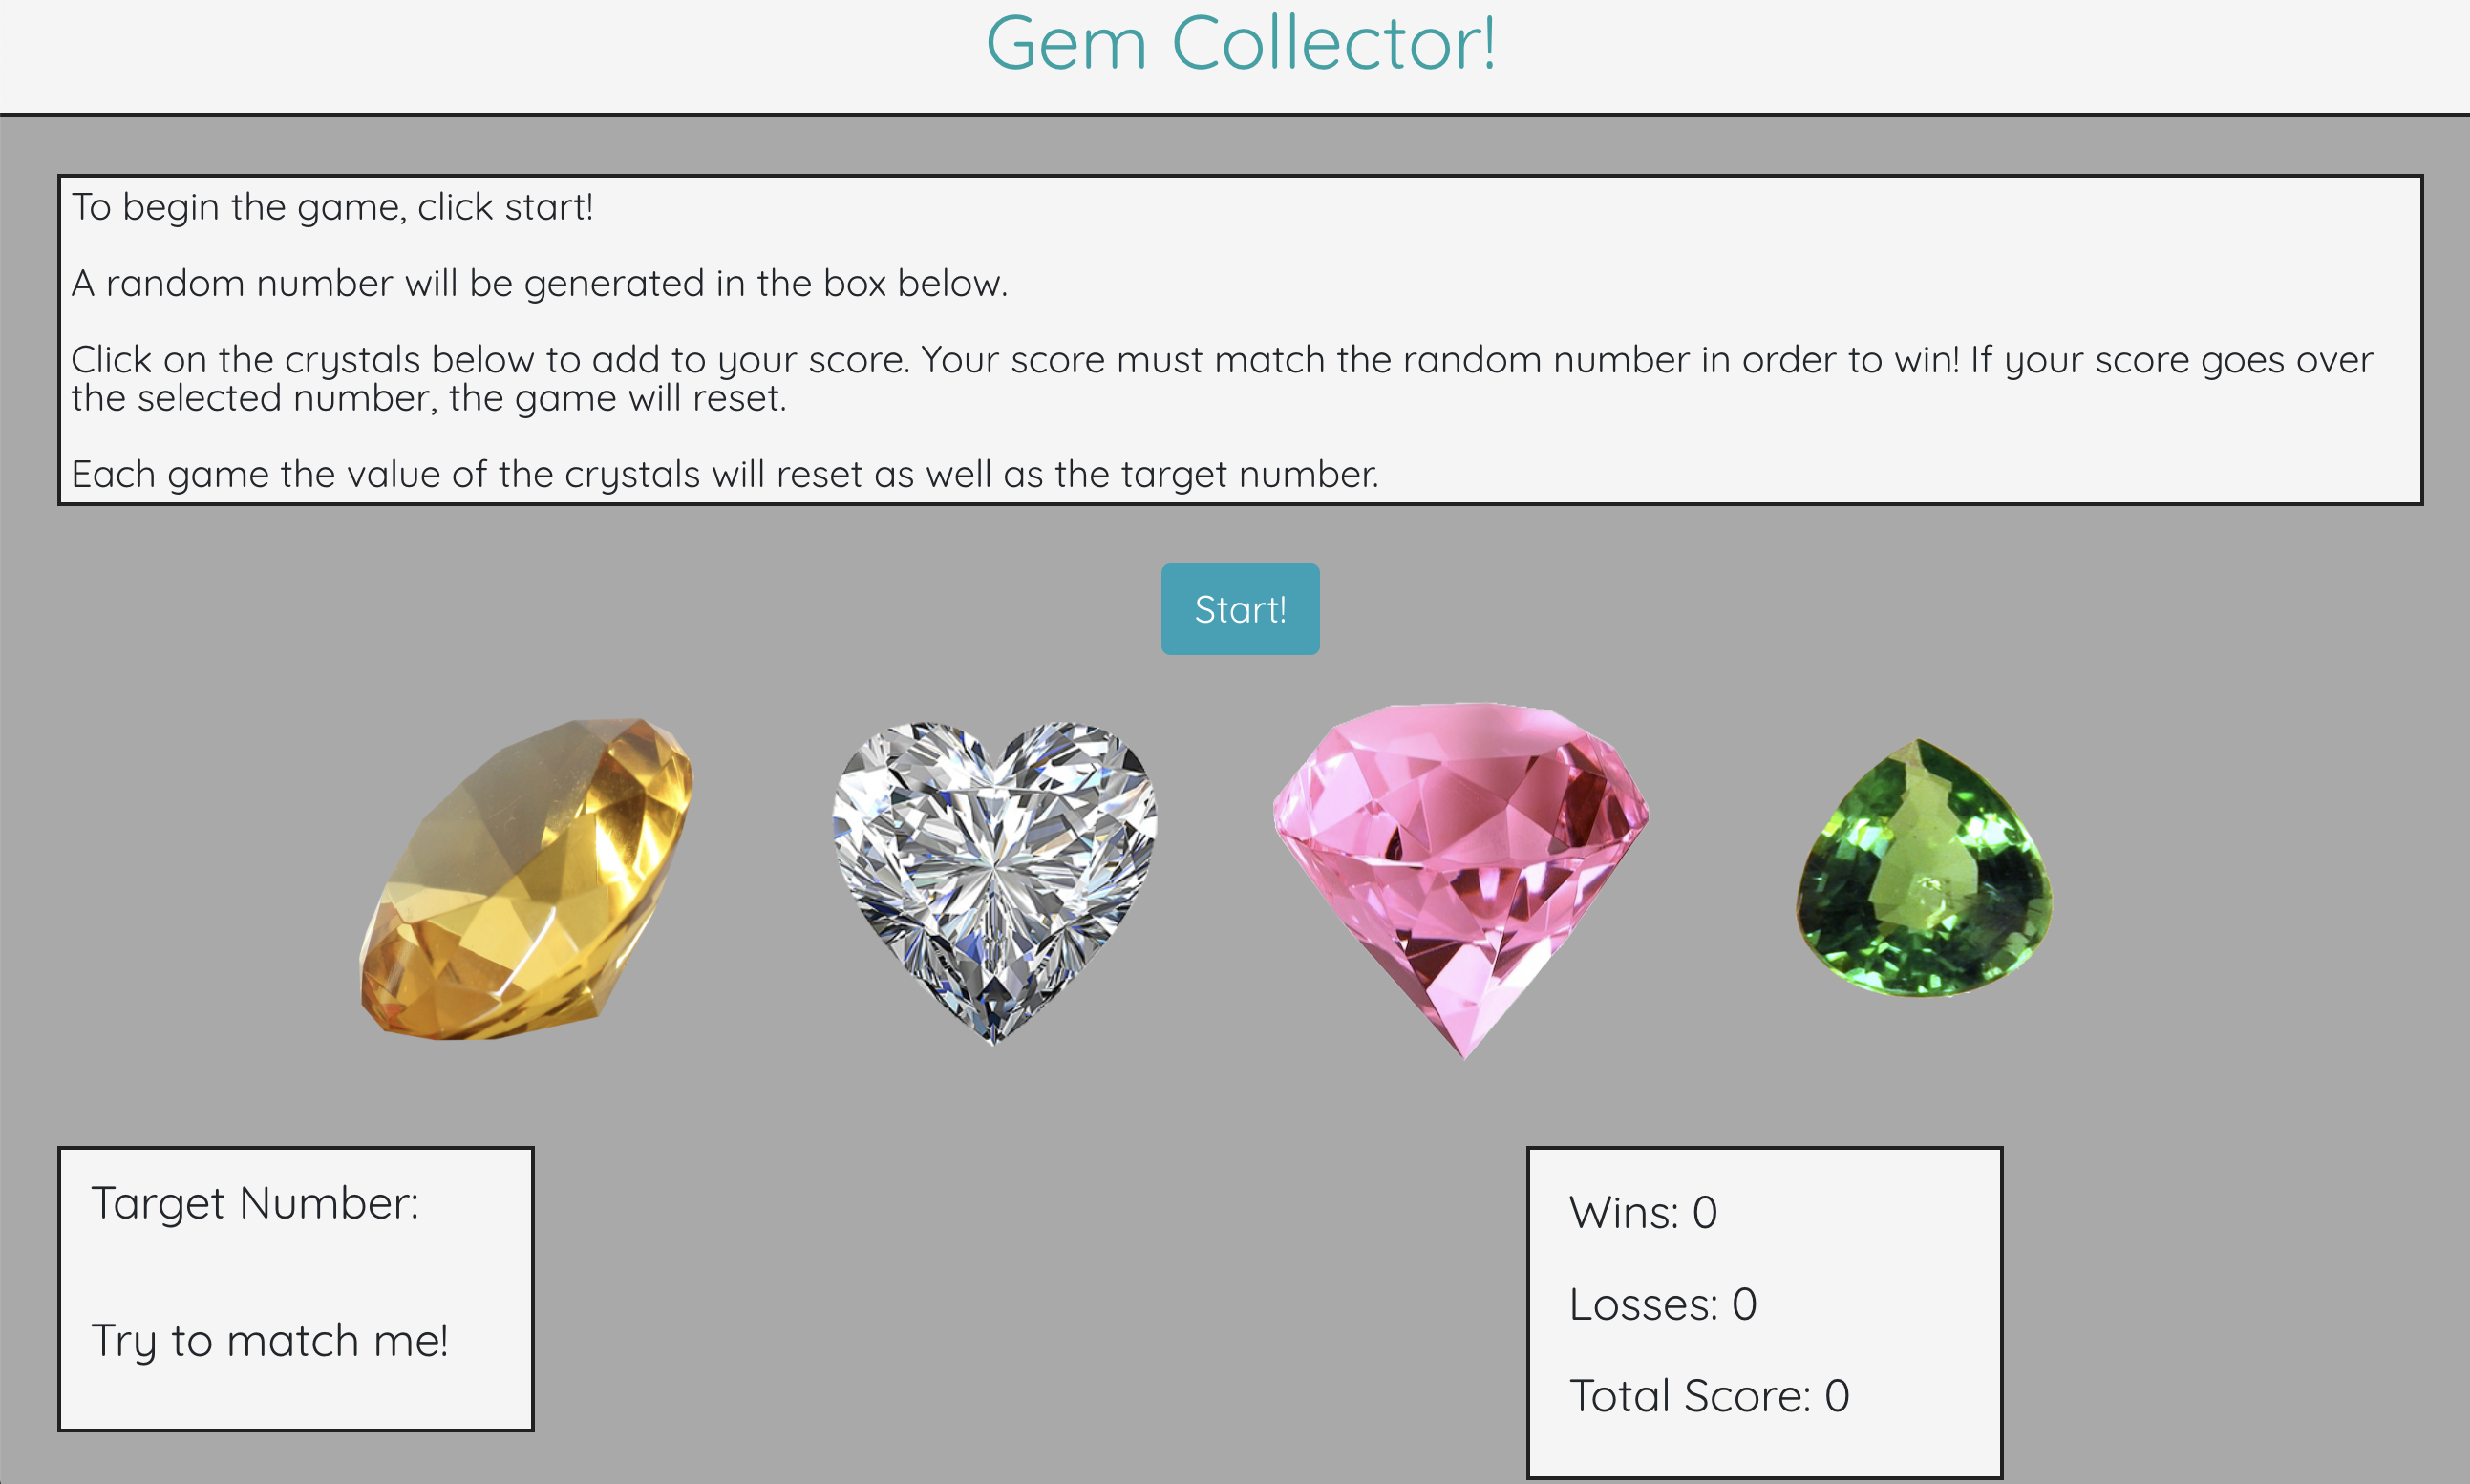 Gem Collector!
To begin the game, click start!
A random number will be generated in the box below.
Click on the crystals below to add to your score. Your score must match the random number in order to win! If your score goes over
the selected number, the game will reset.
Each game the value of the crystals will reset as well as the target number.
Start!
Target Number:
Try to match me!
Wins: 0
Losses: 0
Total Score: 0